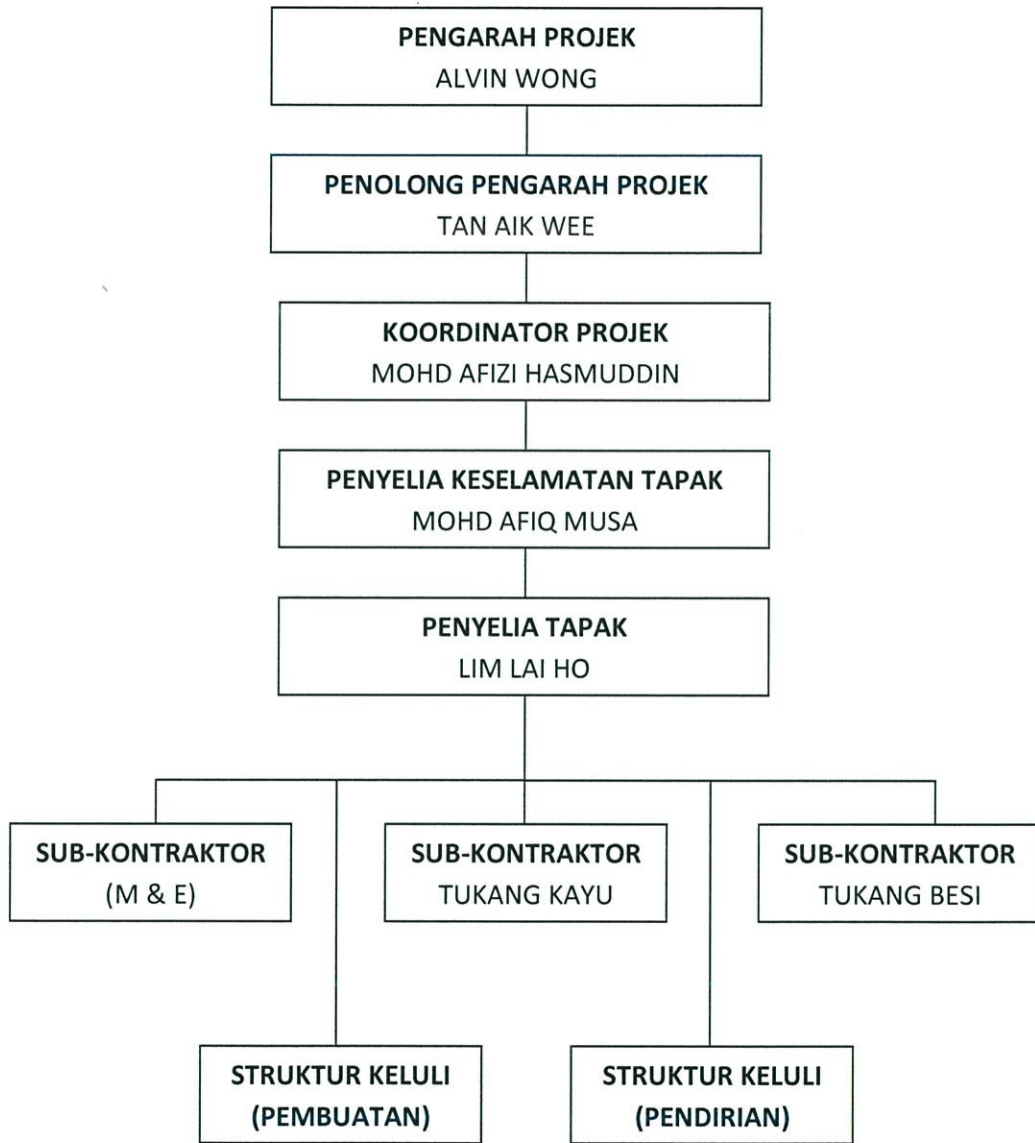 PENGARAH PROJEK
ALVIN WONG
PENOLONG PENGARAH PROJEK
TAN AIK WEE
KOORDINATOR PROJEK
MOHD AFIZI HASMUDDIN
PENYELIA KESELAMATAN TAPAK
MOHD AFIQ MUSA
PENYELIA TAPAK
LIM LAI HO
SUB-KONTRAKTOR
(M & E)
SUB-KONTRAKTOR
TUKANG KAYU
SUB-KONTRAKTOR
TUKANG BESI
STRUKTUR KELULI
(PEMBUATAN)
STRUKTUR KELULI
(PENDIRIAN)